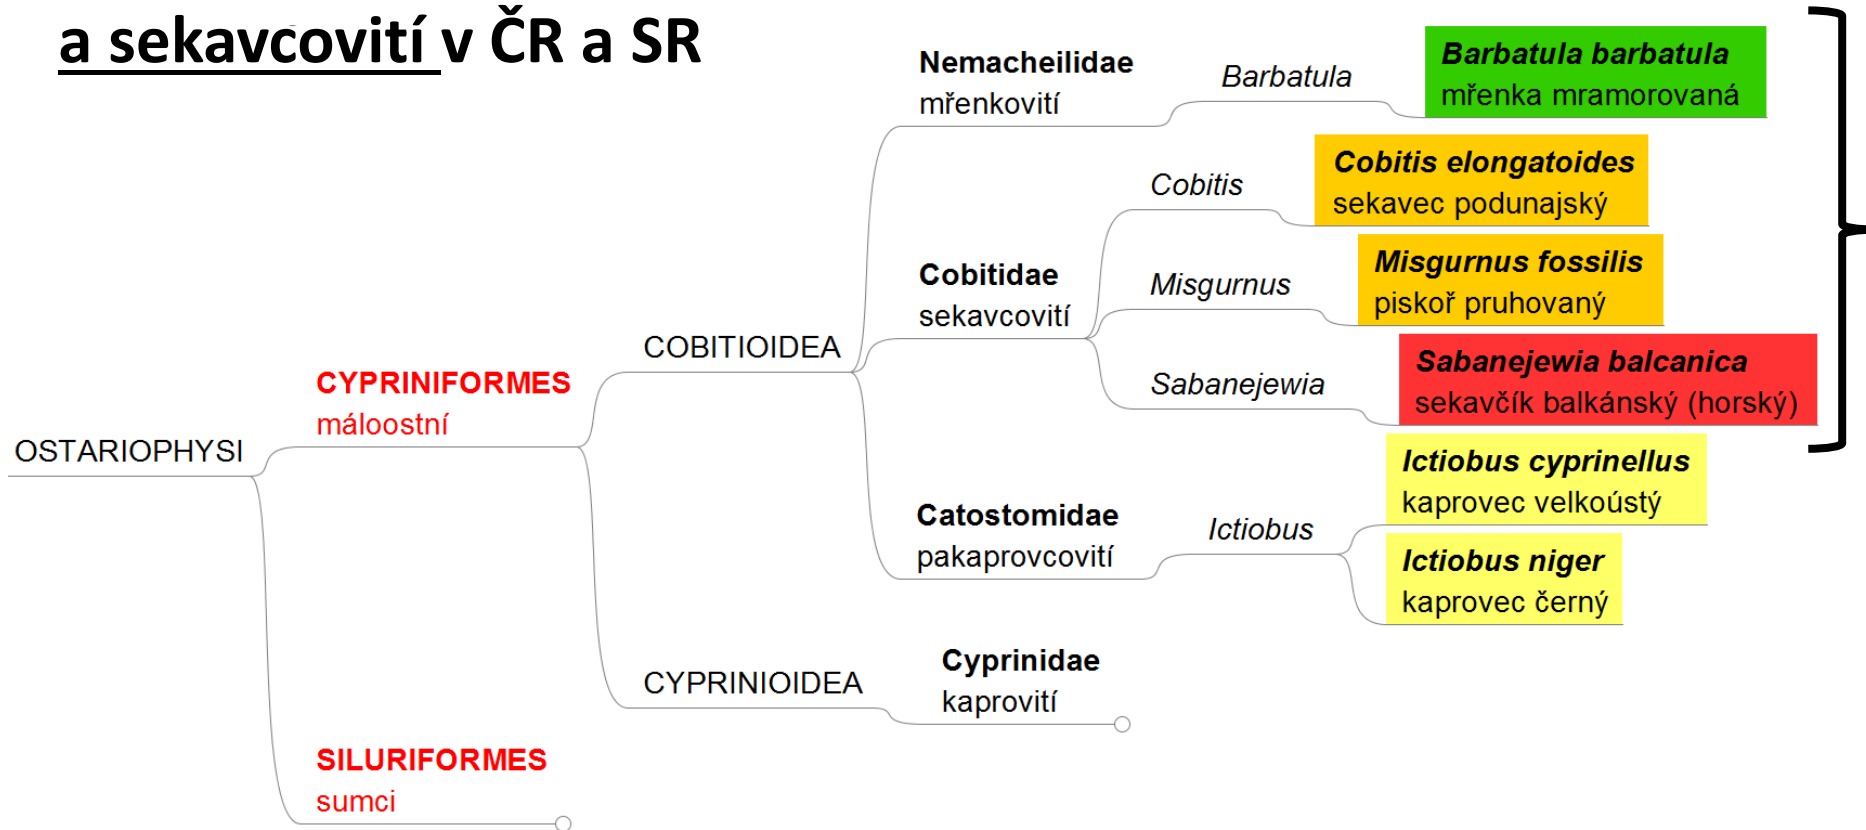 a sekavcovití v ČR a SR
Nemacheilidae
mřenkovití
Barbatula
Barbatula barbatula
mřenka mramorovaná
Cobitis
Cobitis elongatoides
sekavec podunajský
Cobitidae
sekavcovití
Misgurnus
Misgurnus fossilis
piskoř pruhovaný
COBITIOIDEA
Sabanejewia
Sabanejewia balcanica
sekavčík balkánský (horský)
CYPRINIFORMES
máloostní
OSTARIOPHYSI
Catostomidae
pakaprovcovití
Ictiobus
Ictiobus cyprinellus
kaprovec velkoústý
Ictiobus niger
kaprovec černý
CYPRINIOIDEA
Cyprinidae
kaprovití
SILURIFORMES
sumci